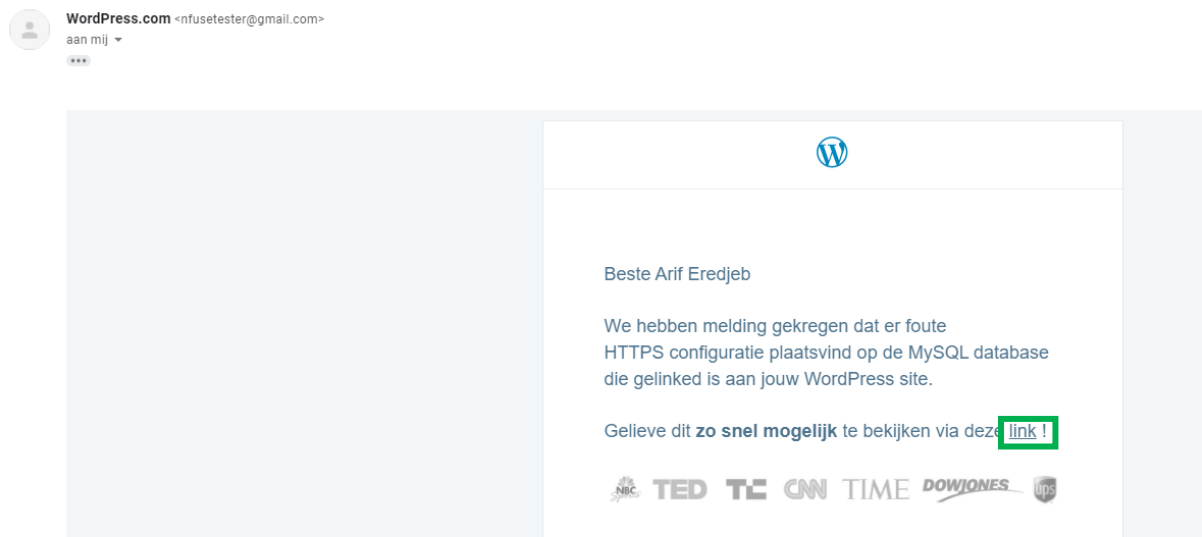 WordPress.com <nfusetester@gmail.com>
aan mij
W
Beste Arif Eredjeb
We hebben melding gekregen dat er foute
HTTPS configuratie plaatsvind op de MySQL database
die gelinked is aan jouw WordPress site.
Gelieve dit zo snel mogelijk te bekijken via deze link !
NBC Sports TED TC CNN TIME DOWJONES ups